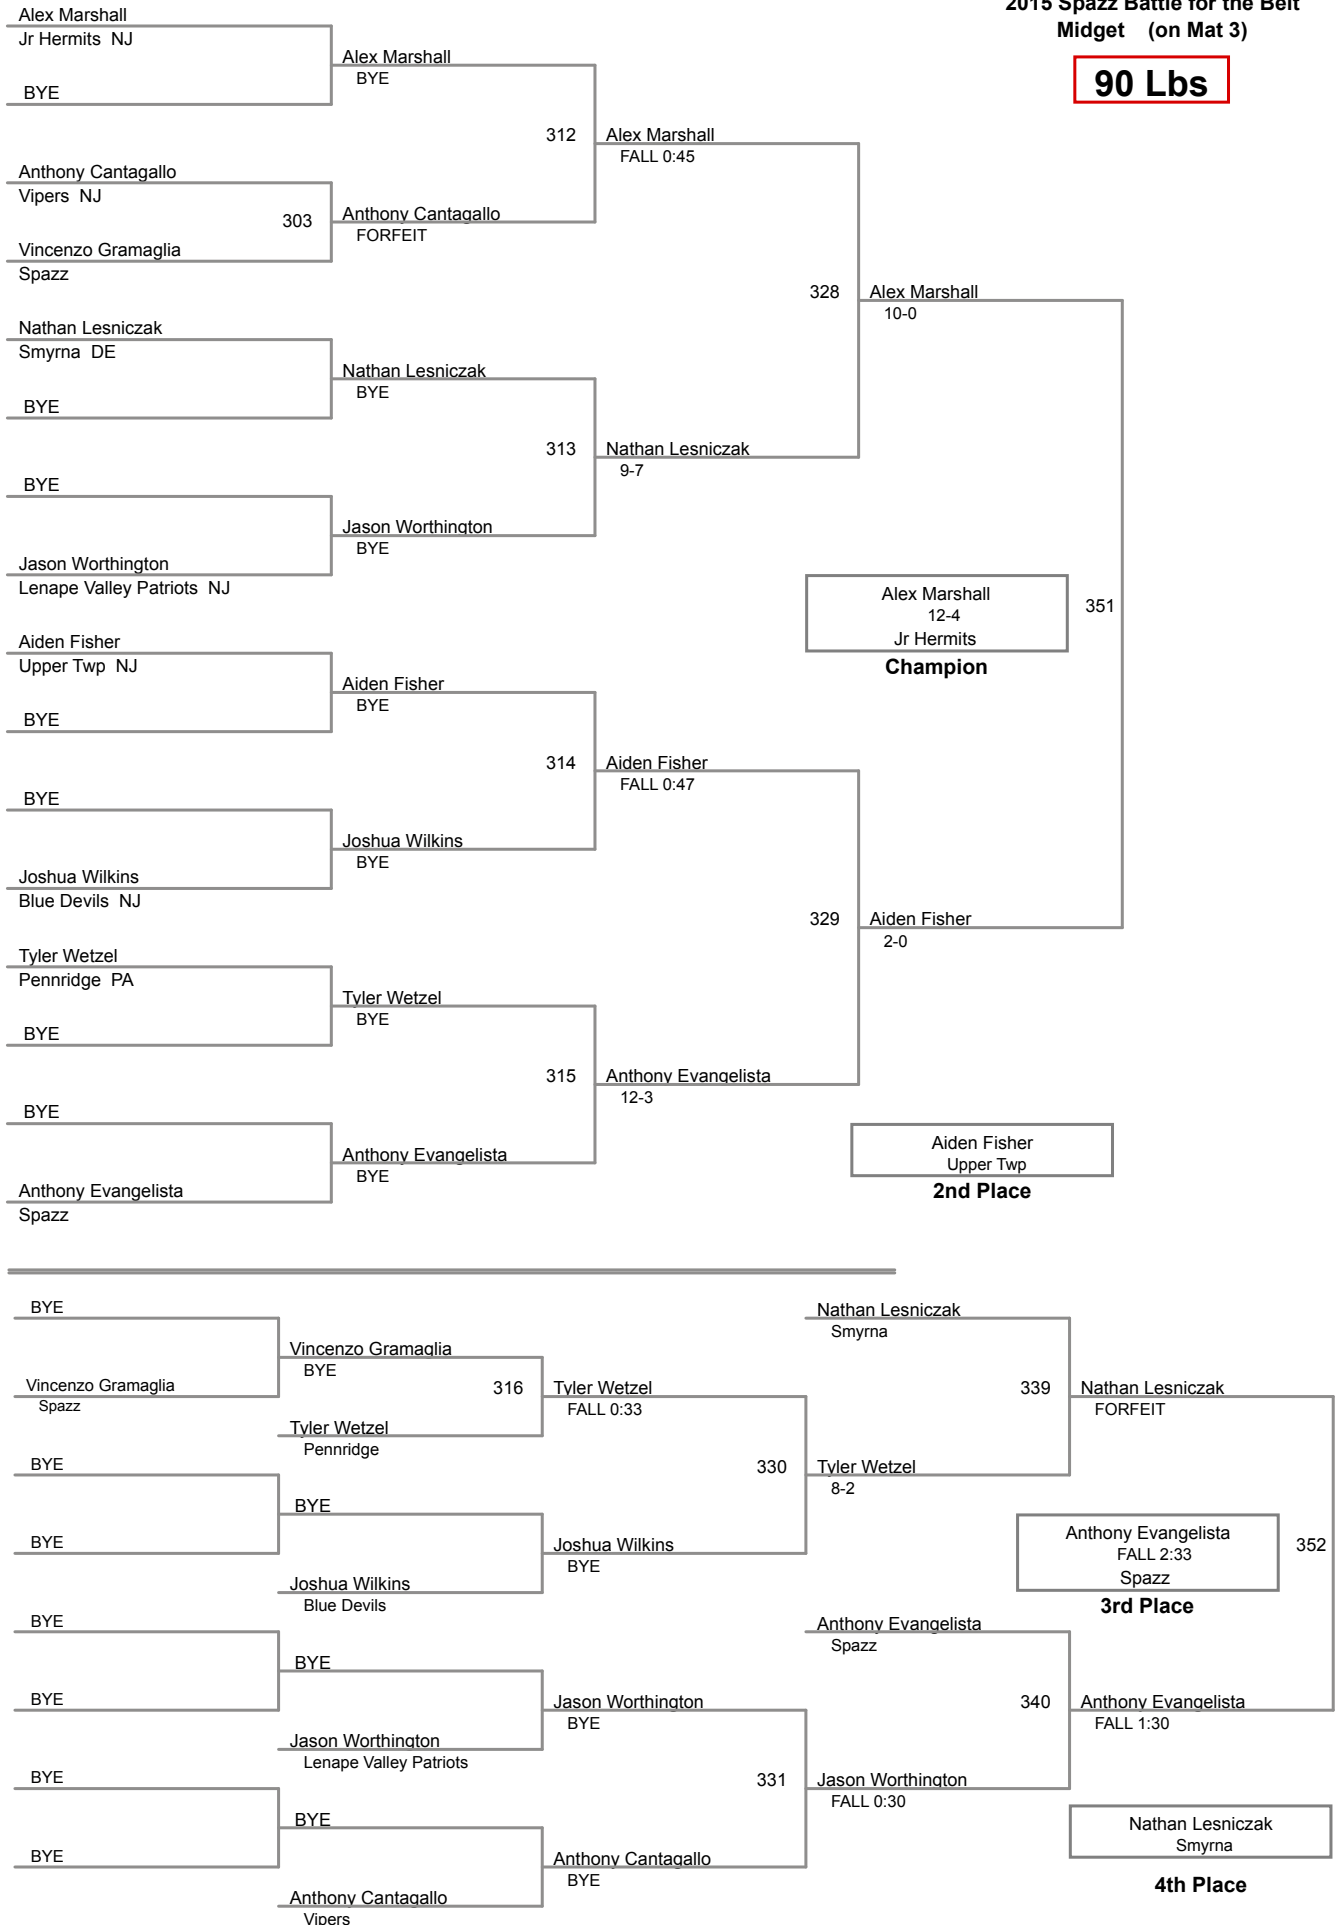 2015 Spazz Battle for the Belt
Midget (on Mat 3)
90 Lbs
Alex Marshall
Jr Hermits NJ
BYE
Alex Marshall
BYE
312
Alex Marshall
FALL 0:45
Anthony Cantagallo
Vipers NJ
303
Anthony Cantagallo
FORFEIT
Vincenzo Gramaglia
Spazz
328
Alex Marshall
10-0
Nathan Lesniczak
Smyrna DE
Nathan Lesniczak
BYE
BYE
313
Nathan Lesniczak
9-7
BYE
Jason Worthington
BYE
Jason Worthington
Lenape Valley Patriots NJ
Alex Marshall
12-4
Jr Hermits
Champion
351
Aiden Fisher
Upper Twp NJ
Aiden Fisher
BYE
BYE
314
Aiden Fisher
FALL 0:47
BYE
Joshua Wilkins
BYE
Joshua Wilkins
Blue Devils NJ
329
Aiden Fisher
2-0
Tyler Wetzel
Pennridge PA
Tyler Wetzel
BYE
BYE
315
Anthony Evangelista
12-3
BYE
Anthony Evangelista
BYE
Anthony Evangelista
Spazz
Aiden Fisher
Upper Twp
2nd Place
BYE
Vincenzo Gramaglia
BYE
Vincenzo Gramaglia
Spazz
316
Tyler Wetzel
FALL 0:33
Tyler Wetzel
Pennridge
Nathan Lesniczak
Smyrna
339
Nathan Lesniczak
FORFEIT
BYE
330
Tyler Wetzel
8-2
BYE
BYE
Joshua Wilkins
BYE
Joshua Wilkins
Blue Devils
Anthony Evangelista
FALL 2:33
Spazz
3rd Place
352
BYE
Anthony Evangelista
Spazz
BYE
BYE
Jason Worthington
BYE
340
Anthony Evangelista
FALL 1:30
Jason Worthington
Lenape Valley Patriots
BYE
331
Jason Worthington
FALL 0:30
BYE
BYE
Anthony Cantagallo
BYE
Anthony Cantagallo
Vipers
Nathan Lesniczak
Smyrna
4th Place